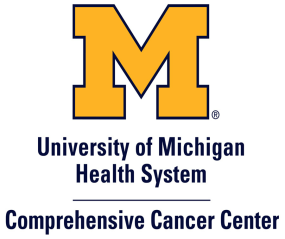 M®
University of Michigan
Health System
Comprehensive Cancer Center